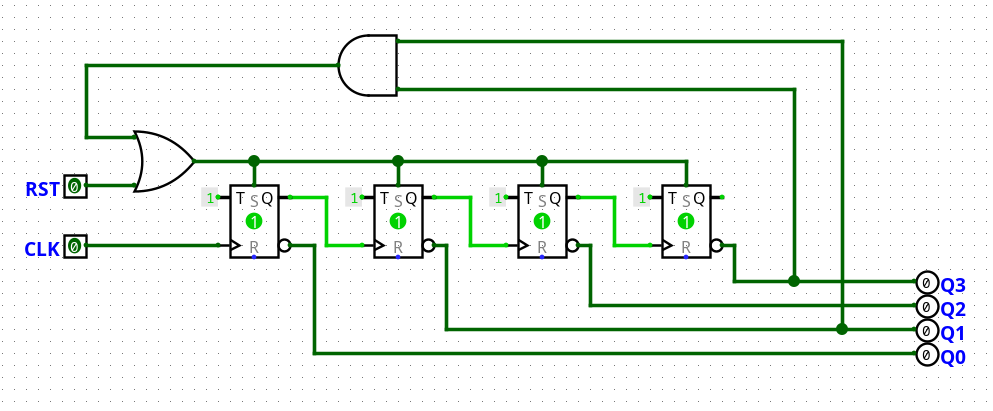 RST 0
1 T S Q 1 T S Q 1 T S Q 1 T S Q
1 1 1 1
CLK 0
R R R R
0 Q3
0 Q2
0 Q1
0 Q0